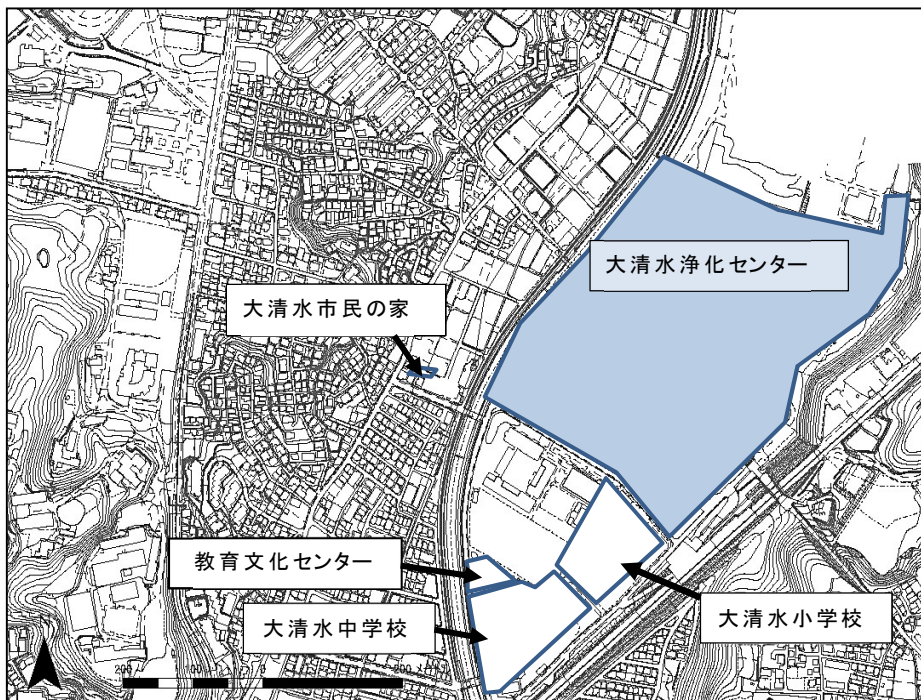 大清水浄化センター
大清水市民の家
教育文化センター
大清水中学校
大清水小学校